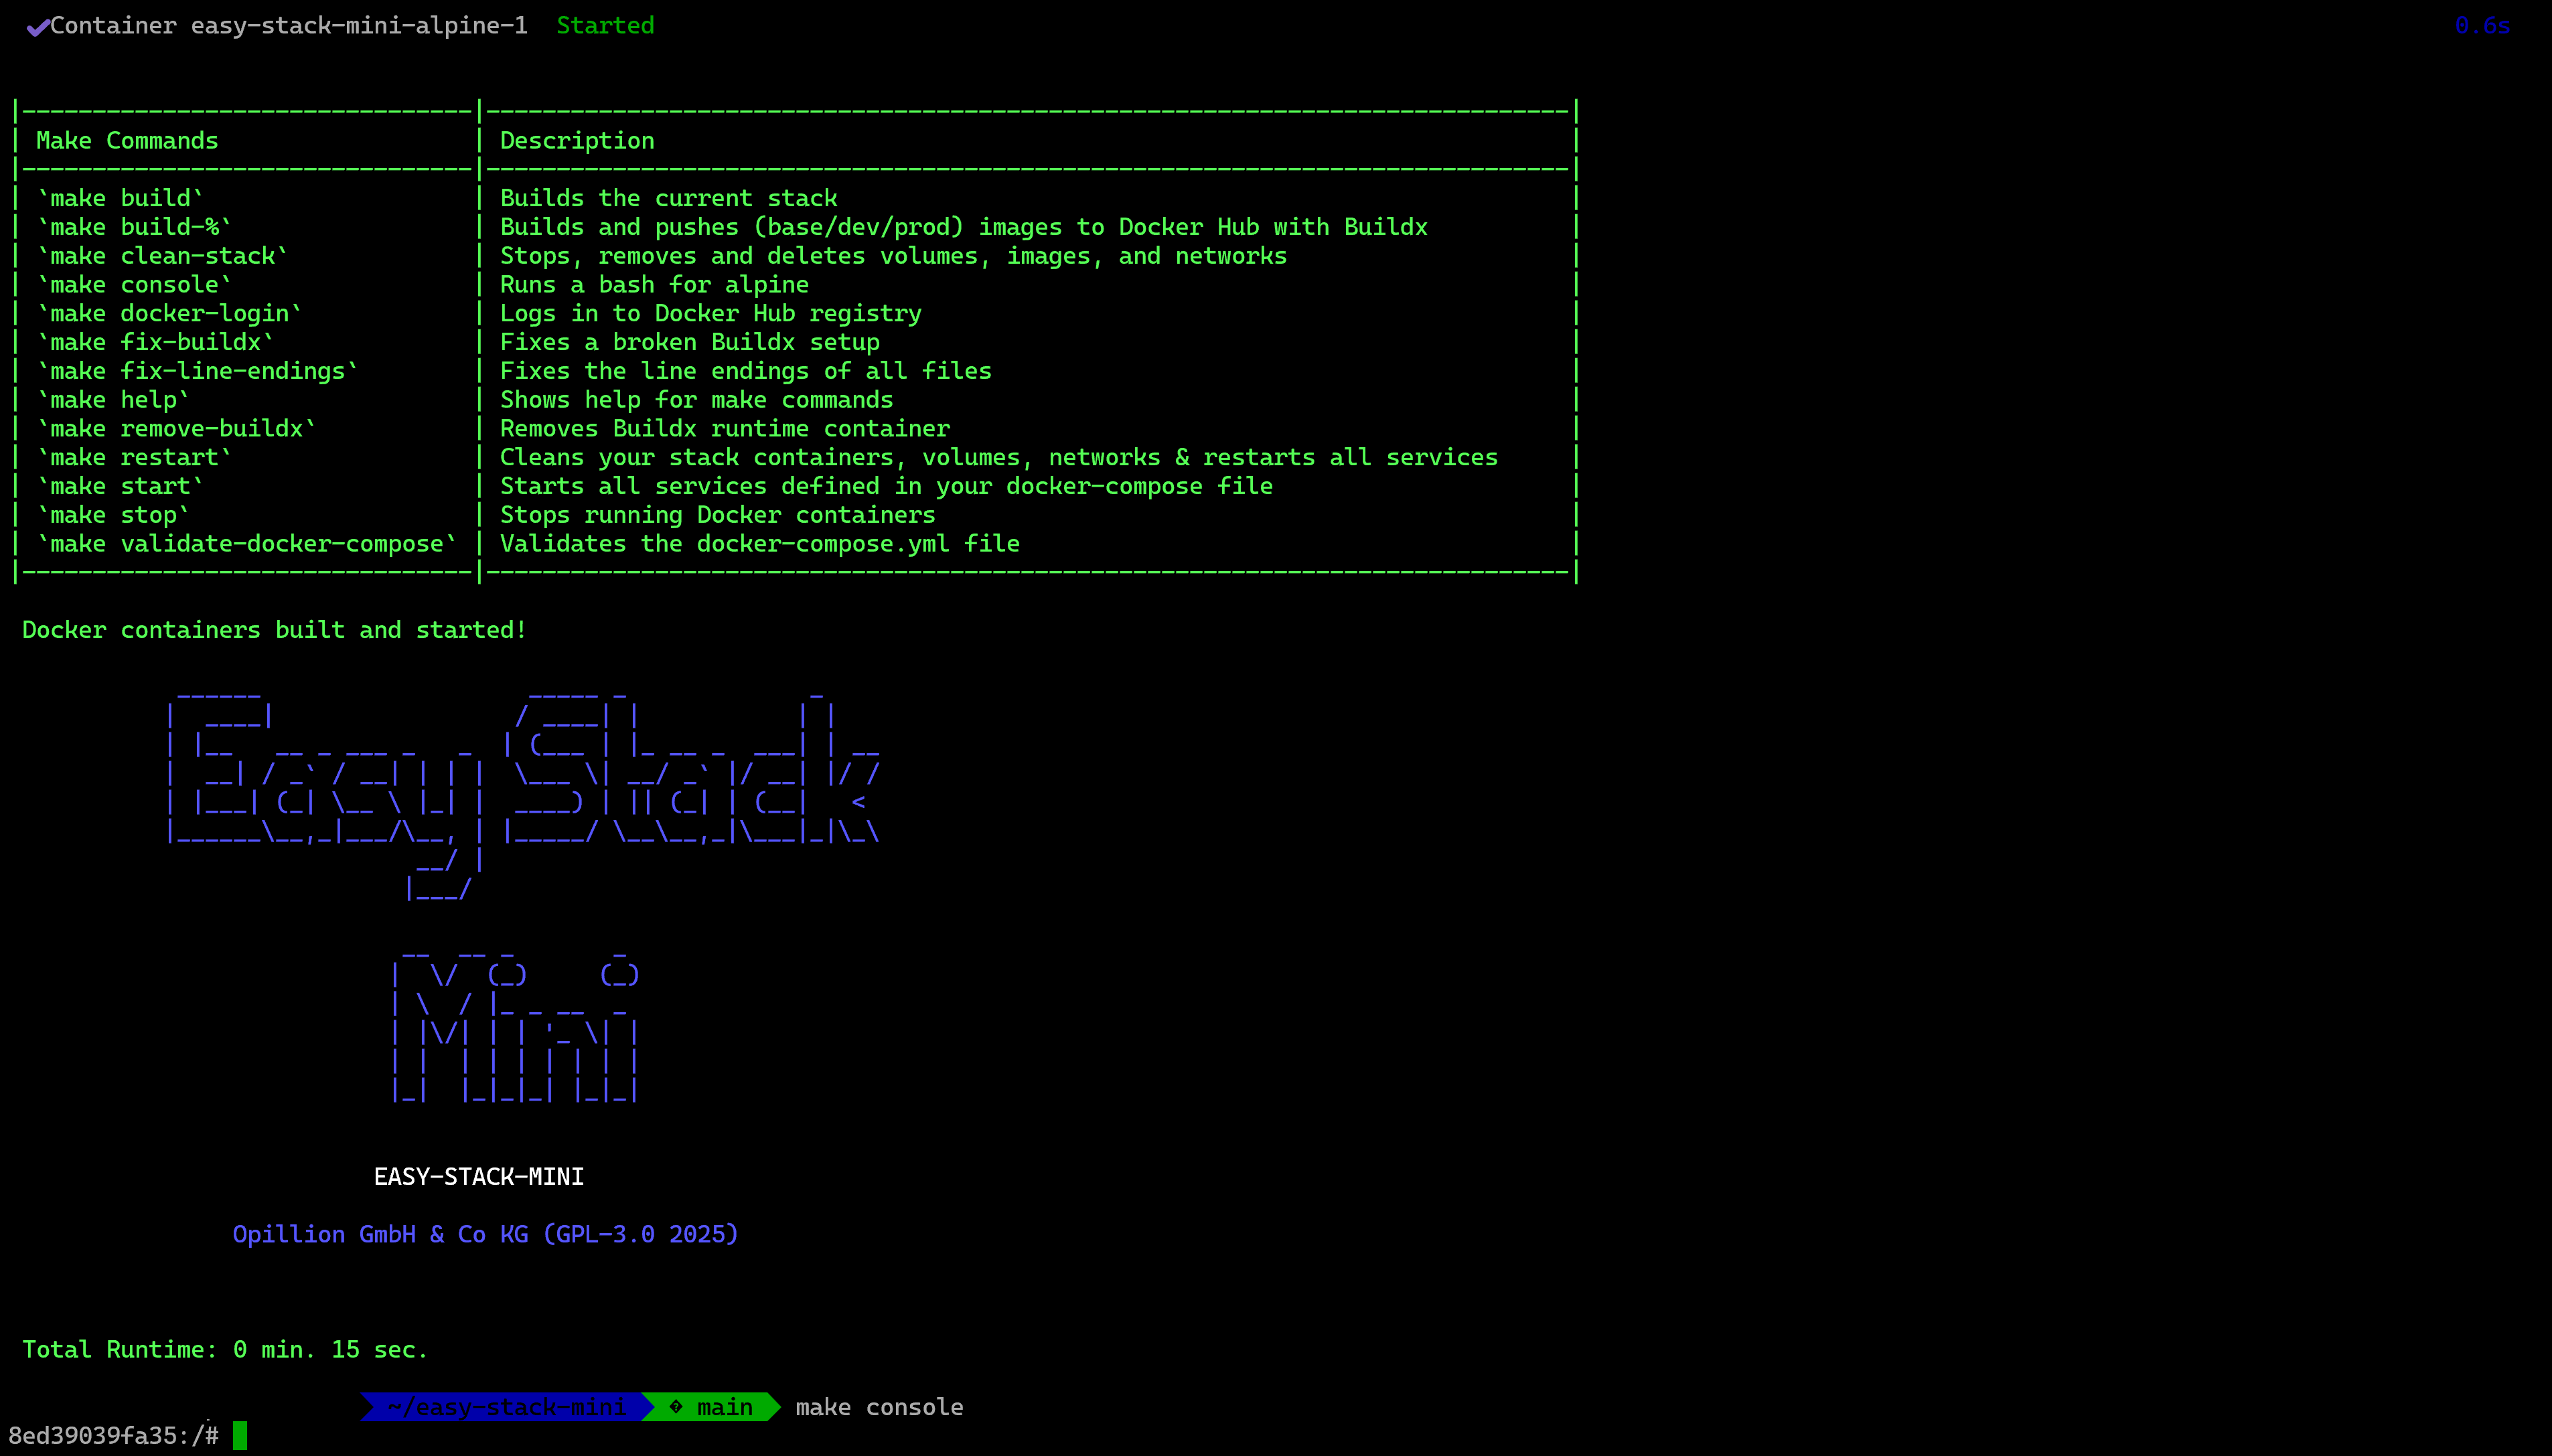 ✔Container easy-stack-mini-alpine-1  Started 0.6s
|--------------------------------|-----------------------------------------------------------------------------|
| Make Commands                  | Description                                                                 |
|--------------------------------|-----------------------------------------------------------------------------|
| `make build`                   | Builds the current stack                                                    |
| `make build-%`                 | Builds and pushes (base/dev/prod) images to Docker Hub with Buildx          |
| `make clean-stack`             | Stops, removes and deletes volumes, images, and networks                    |
| `make console`                 | Runs a bash for alpine                                                      |
| `make docker-login`            | Logs in to Docker Hub registry                                              |
| `make fix-buildx`              | Fixes a broken Buildx setup                                                 |
| `make fix-line-endings`        | Fixes the line endings of all files                                         |
| `make help`                    | Shows help for make commands                                                |
| `make remove-buildx`           | Removes Buildx runtime container                                            |
| `make restart`                 | Cleans your stack containers, volumes, networks & restarts all services     |
| `make start`                   | Starts all services defined in your docker-compose file                     |
| `make stop`                    | Stops running Docker containers                                             |
| `make validate-docker-compose` | Validates the docker-compose.yml file                                       |
|--------------------------------|-----------------------------------------------------------------------------|
Docker containers built and started!
Easy Stack
Mini
EASY-STACK-MINI
Opillion GmbH & Co KG (GPL-3.0 2025)
Total Runtime: 0 min. 15 sec.
~/easy-stack-mini � main make console
8ed39039fa35:/#